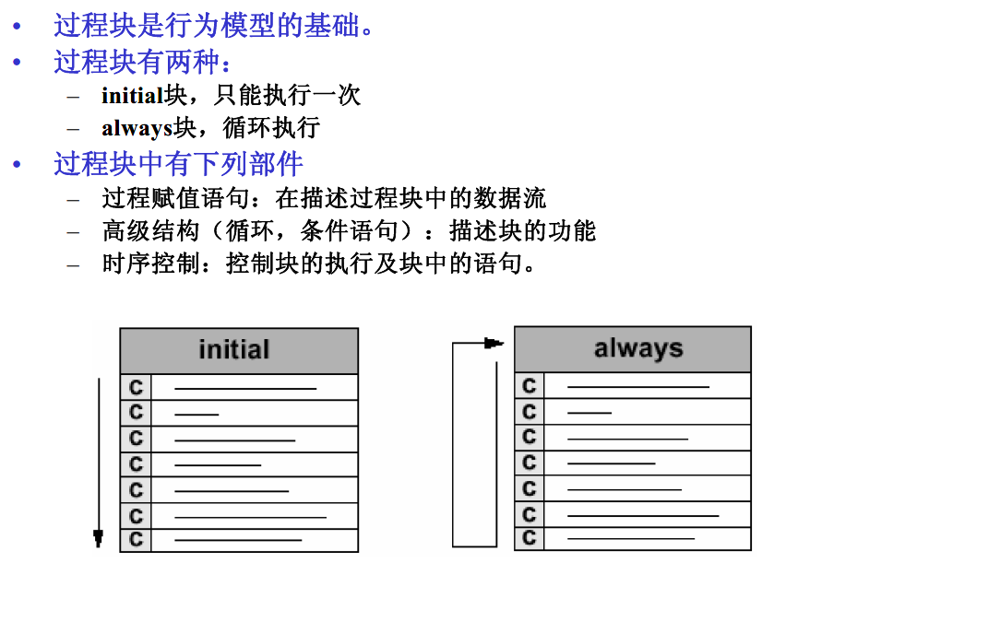 • 过程块是行为模型的基础。
• 过程块有两种：
– initial块，只能执行一次
– always块，循环执行
• 过程块中有下列部件
– 过程赋值语句：在描述过程块中的数据流
– 高级结构（循环，条件语句）：描述块的功能
– 时序控制：控制块的执行及块中的语句。
initial
C
C
C
C
C
C
C
always
C
C
C
C
C
C
C